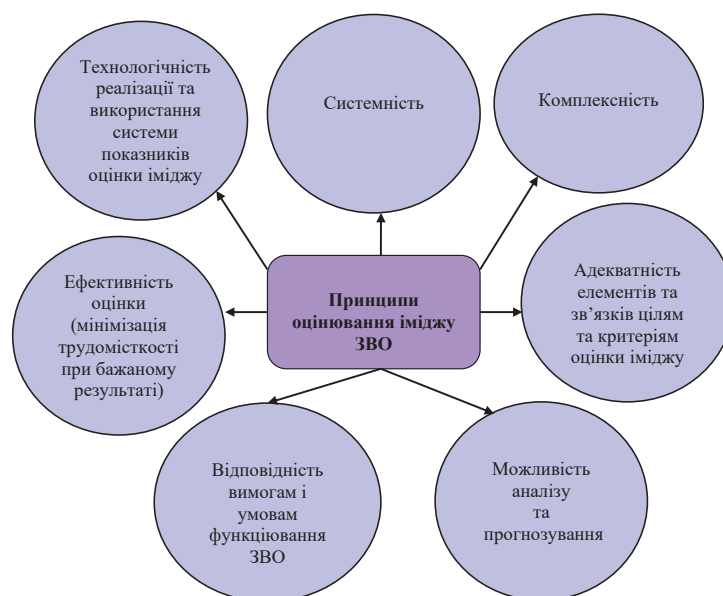 Технологічність
реалізації та
використання
системи
показників
оцінки іміджу
Системність
Комплексність
Ефективність
оцінки
(мінімізація
трудомісткості
при бажаному
результаті)
Принципи
оцінювання іміджу
ЗВО
Адекватність
елементів та
зв’язків цілям
та критеріям
оцінки іміджу
Відповідність
вимогам і
умовам
функціювання
ЗВО
Можливість
аналізу
та
прогнозування